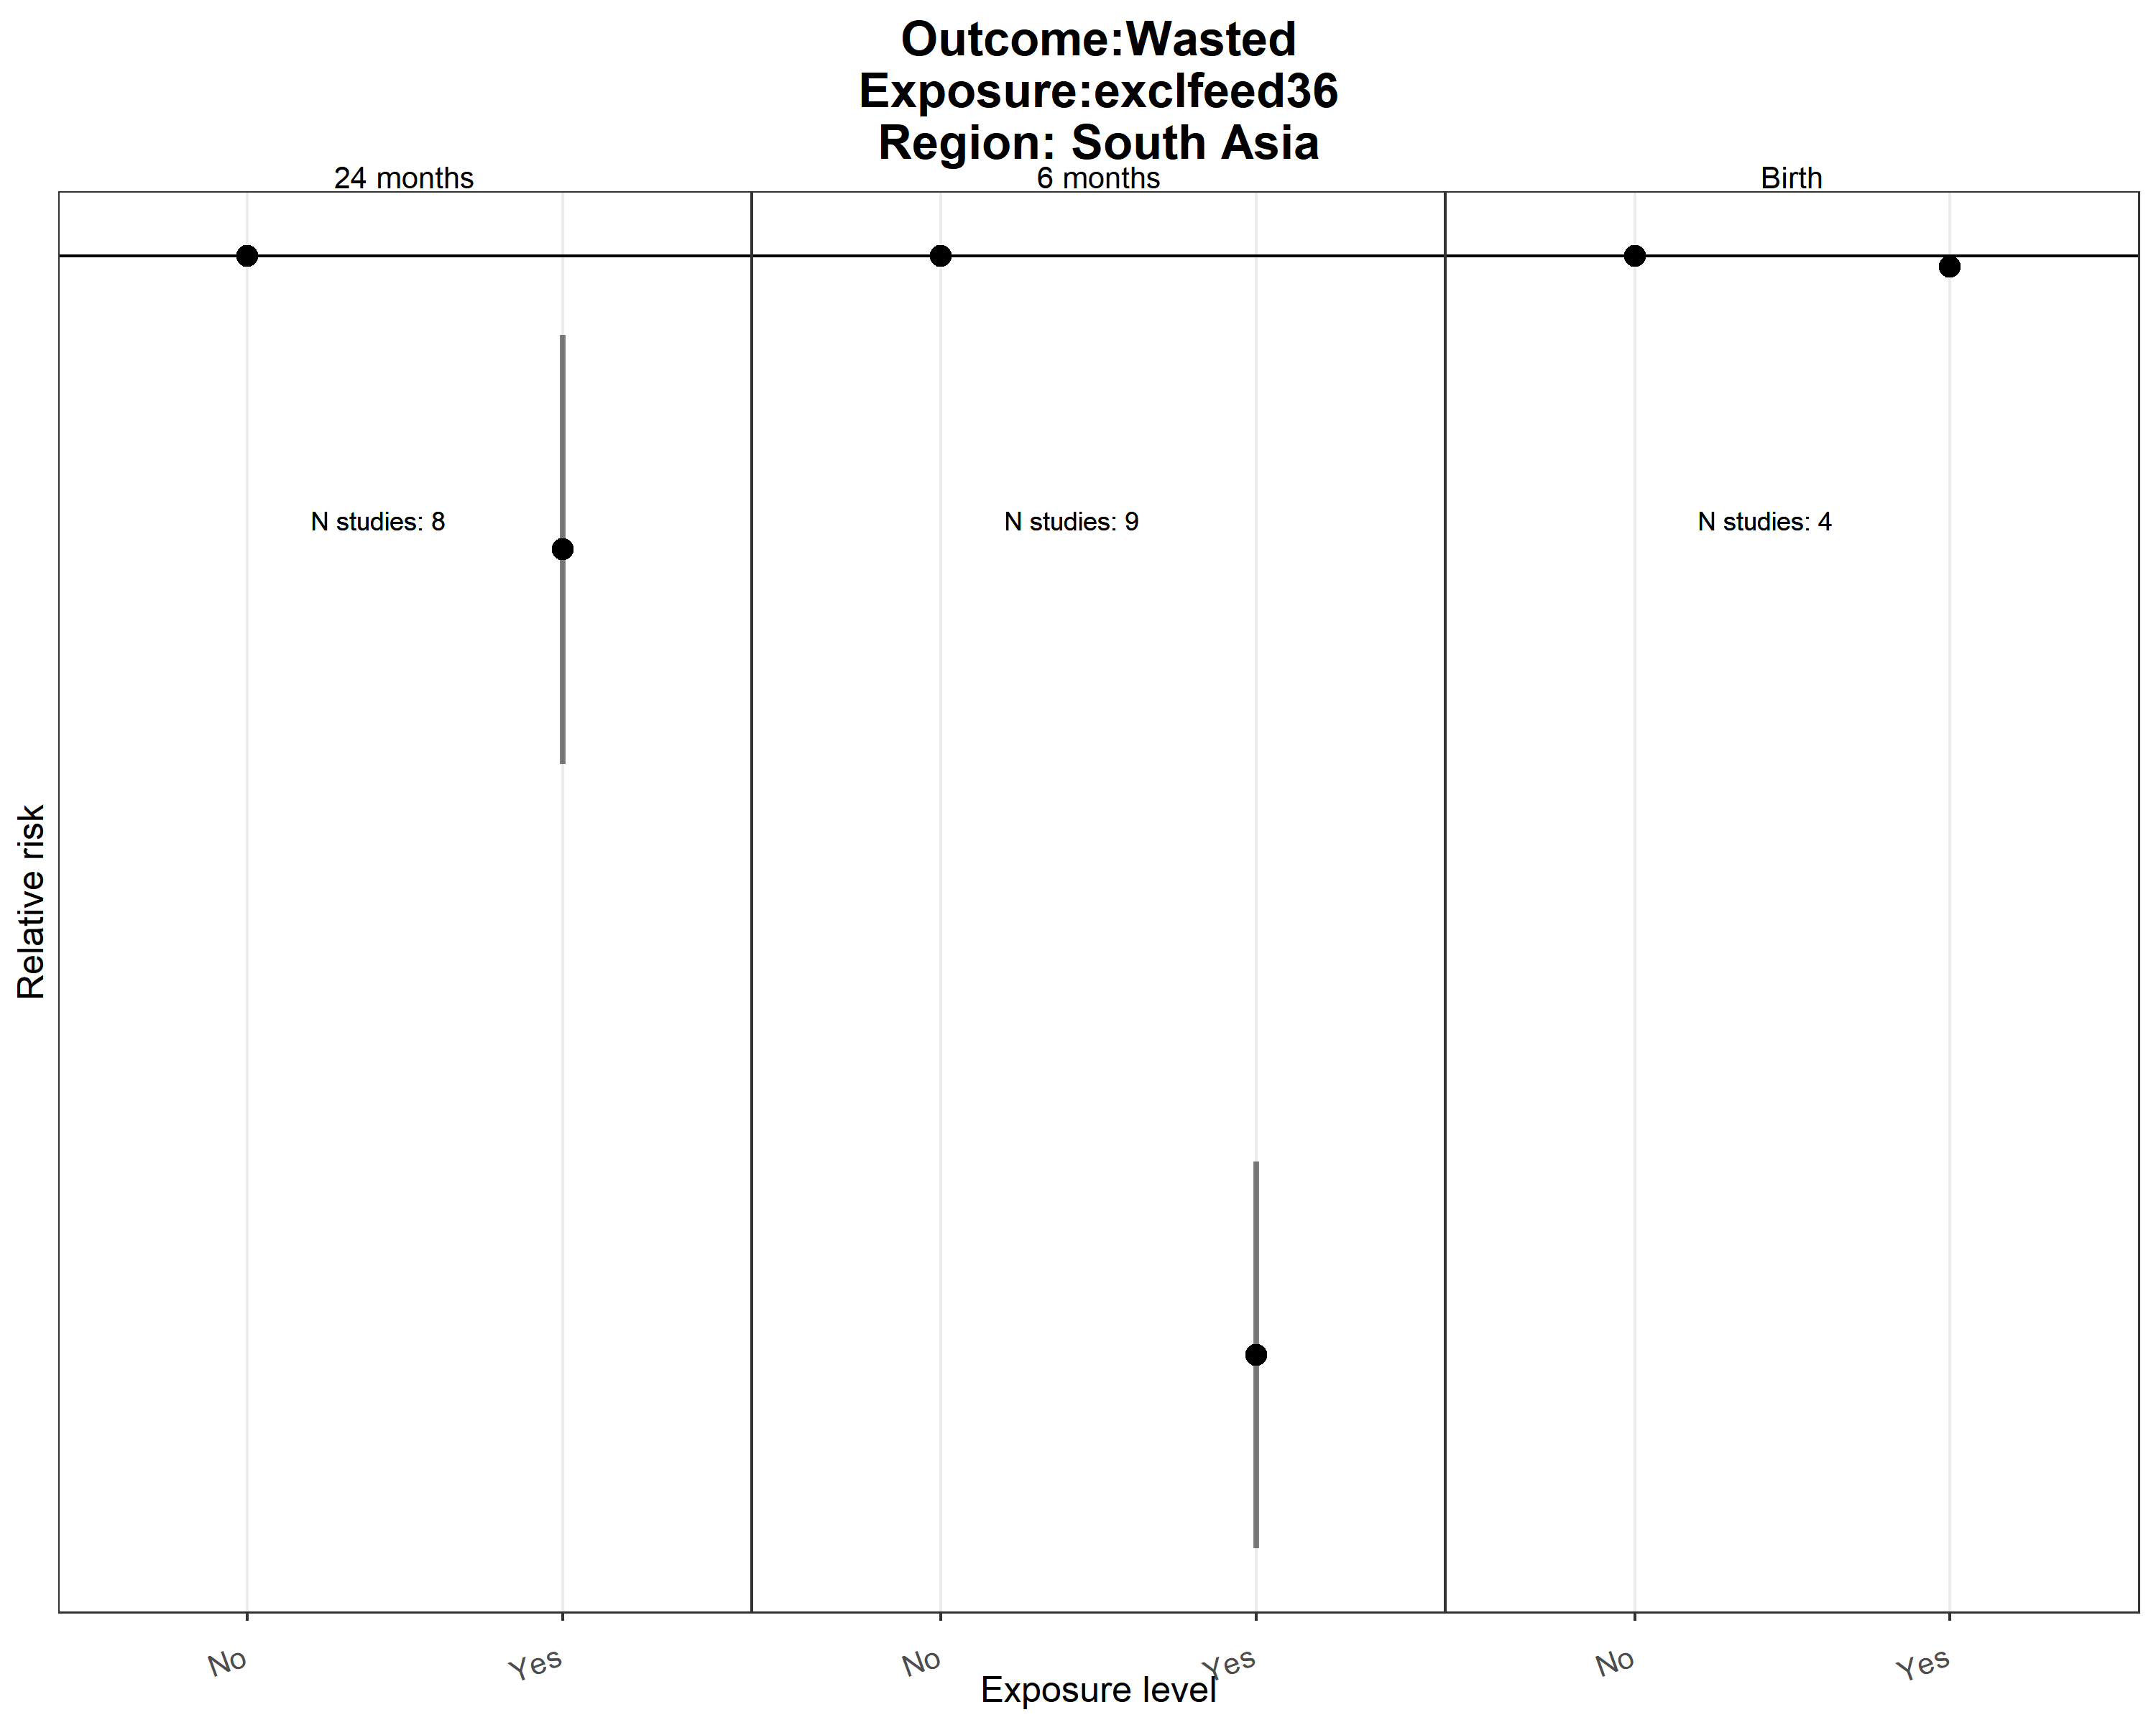 Outcome:Wasted
Exposure:exclfeed36
Region: South Asia
24 months
6 months
Birth
N studies: 8
N studies: 9
N studies: 4
Relative risk
No
Yes
No
Yes
No
Yes
Exposure level